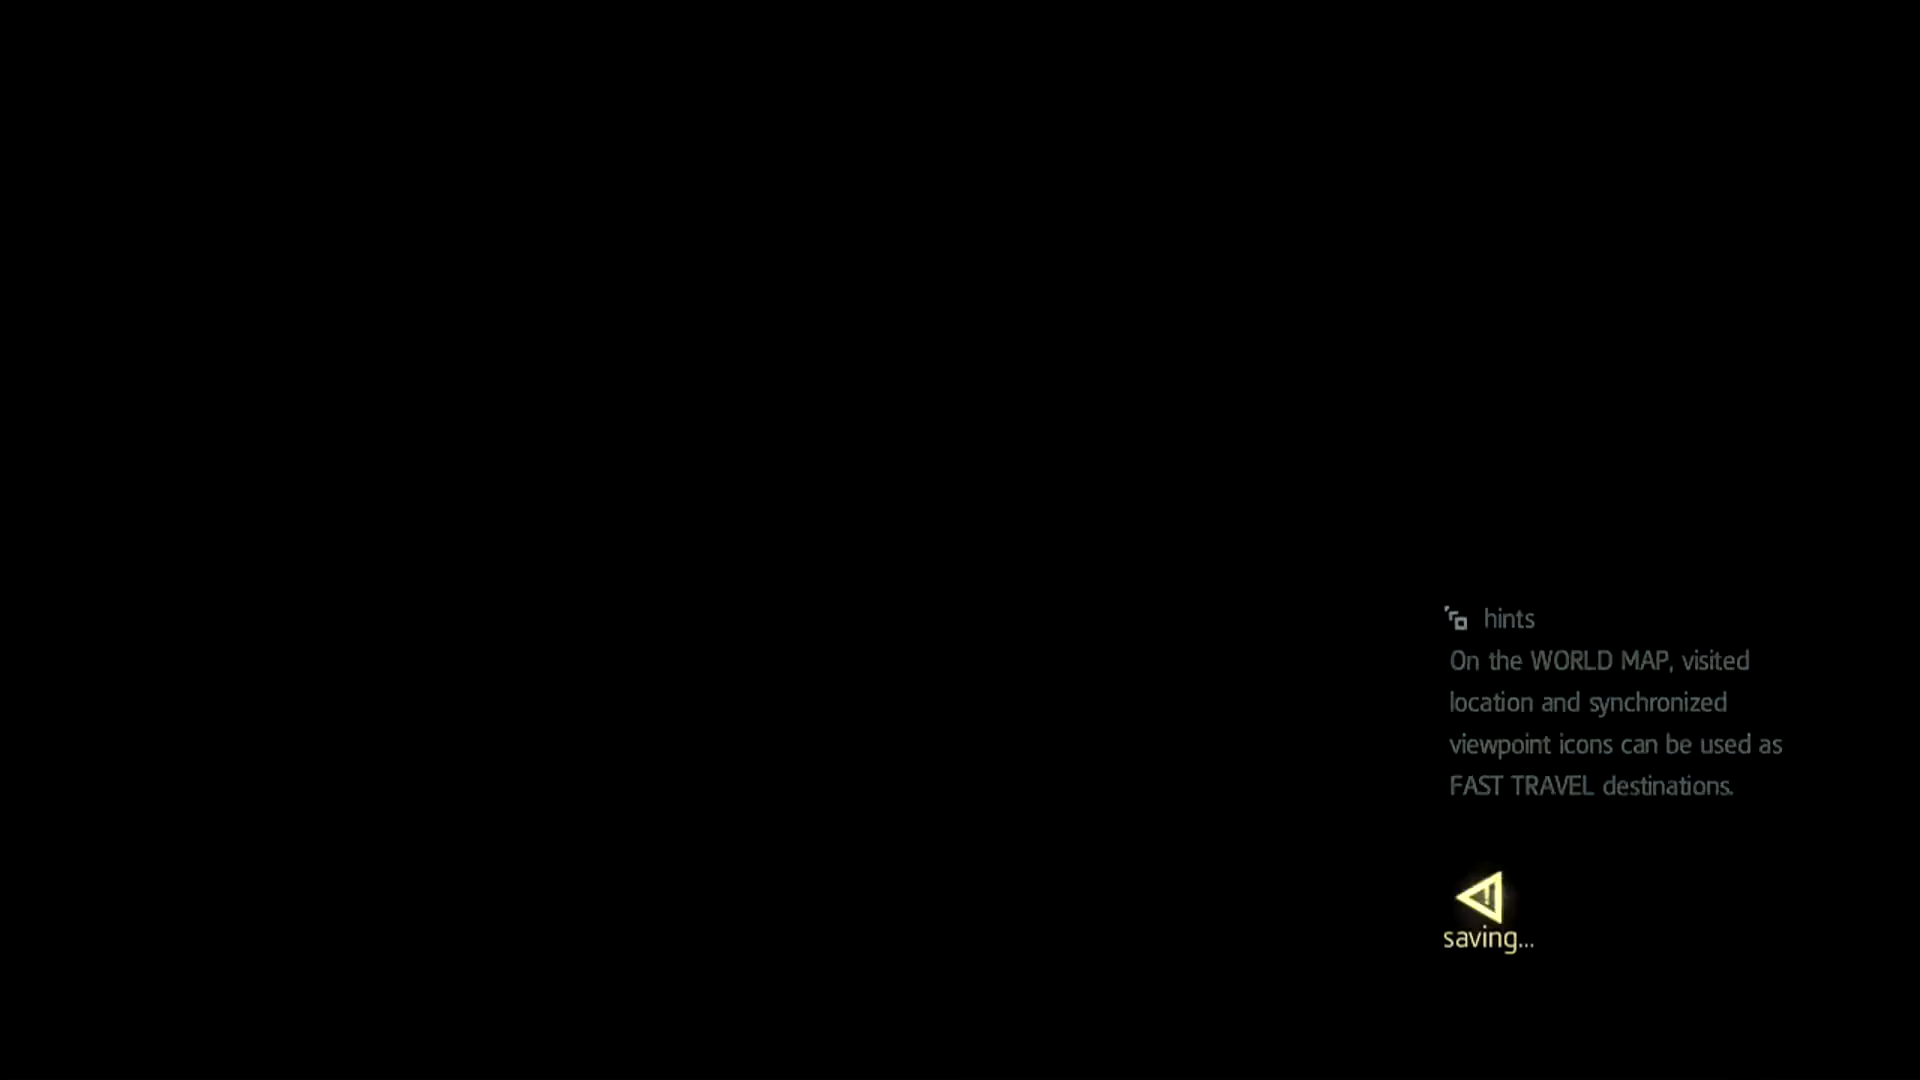 hints
On the WORLD MAP, visited
location and synchronized
viewpoint icons can be used as
FAST TRAVEL destinations.
saving...